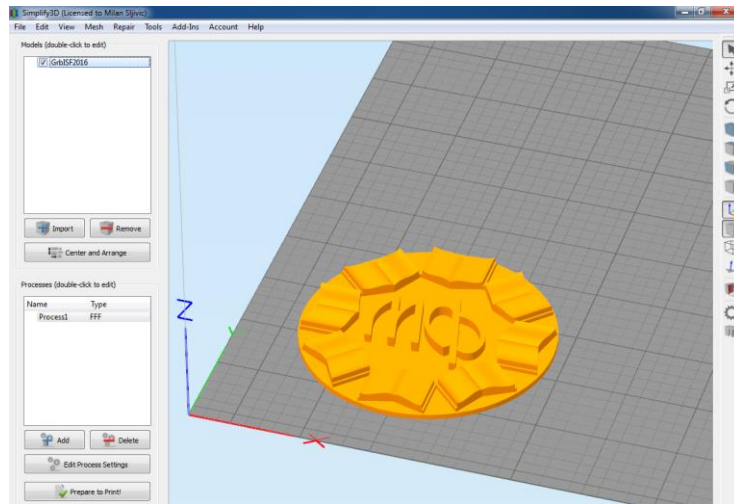 Simplify3D (Licensed to Milan Sljivic)
File Edit View Mesh Repair Tools Add-Ins Account Help
Models (double-click to edit)
GrbISF2016
Import Remove
Center and Arrange
Processes (double-click to edit)
Name Type
Process1 FFF
Add Delete
Edit Process Settings
Prepare to Print!
Z
X